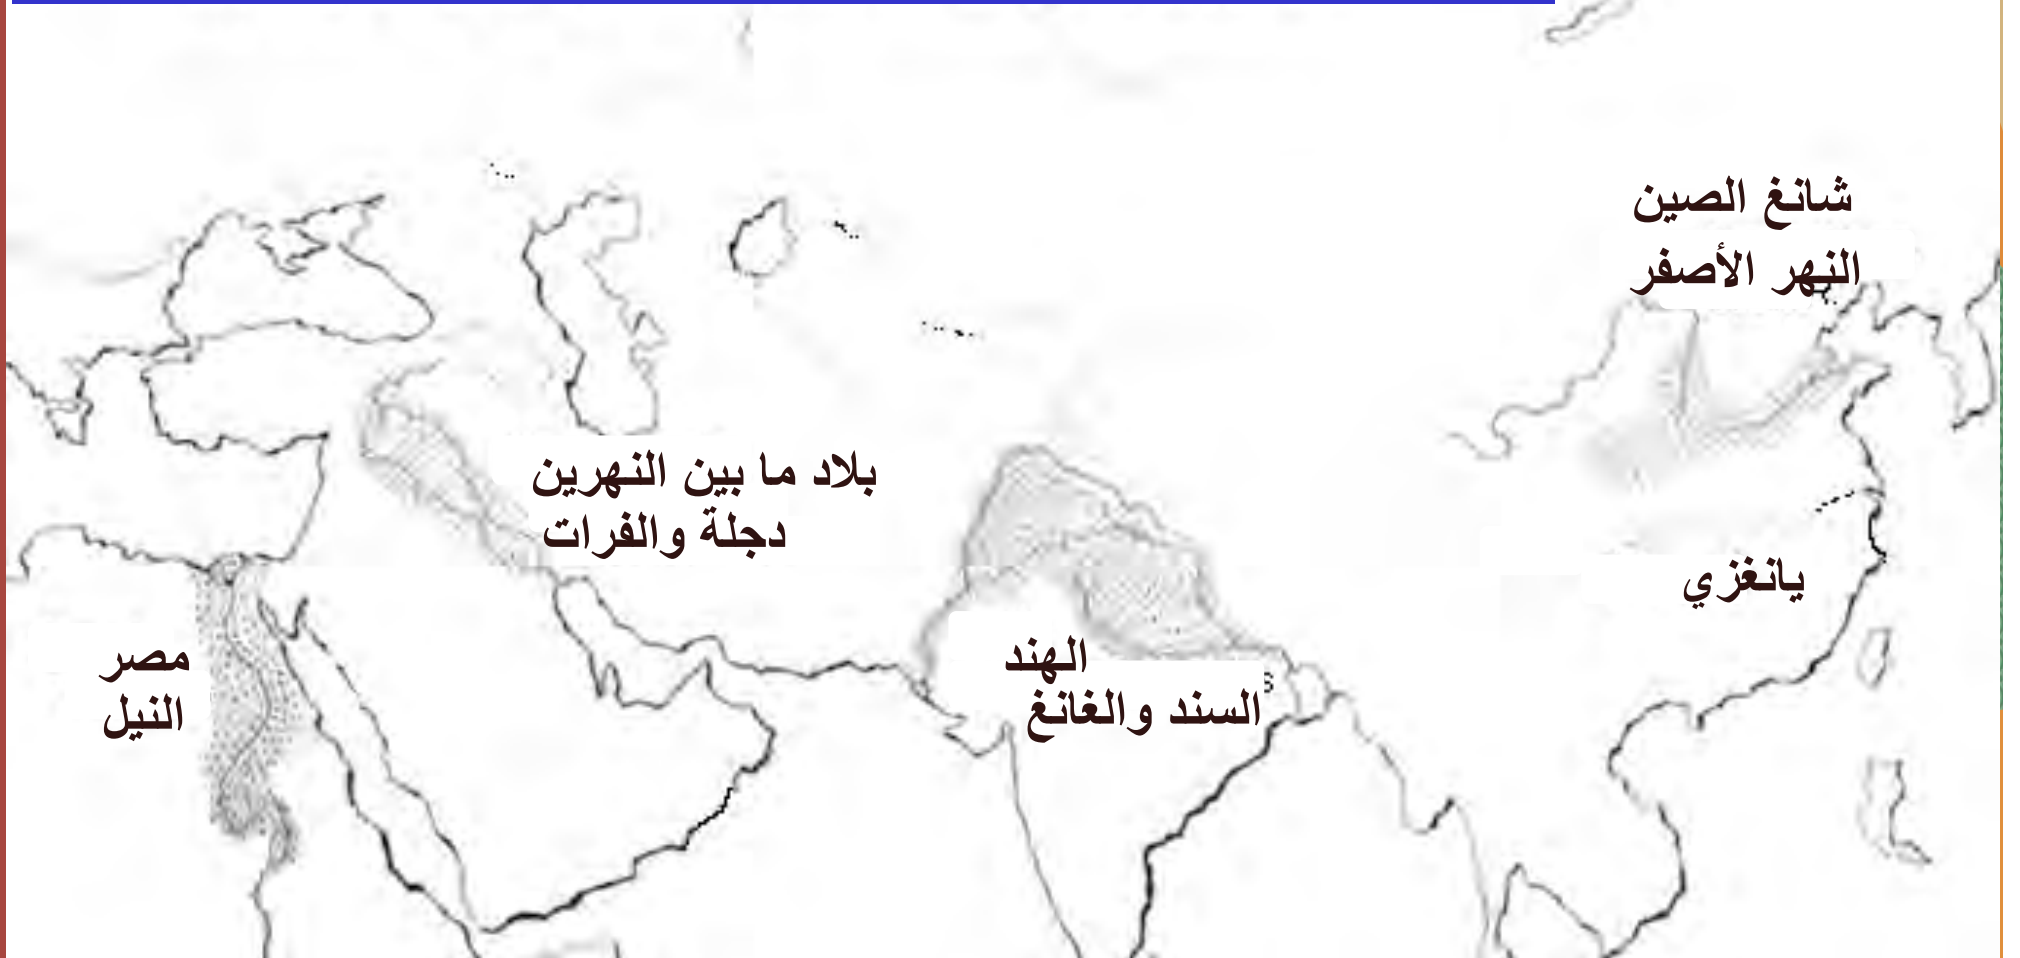 شانغ الصين
النهر الأصفر
بلاد ما بين النهرين
دجلة والفرات
يانغزي
مصر
النيل
الهند
السند والغانغ
s